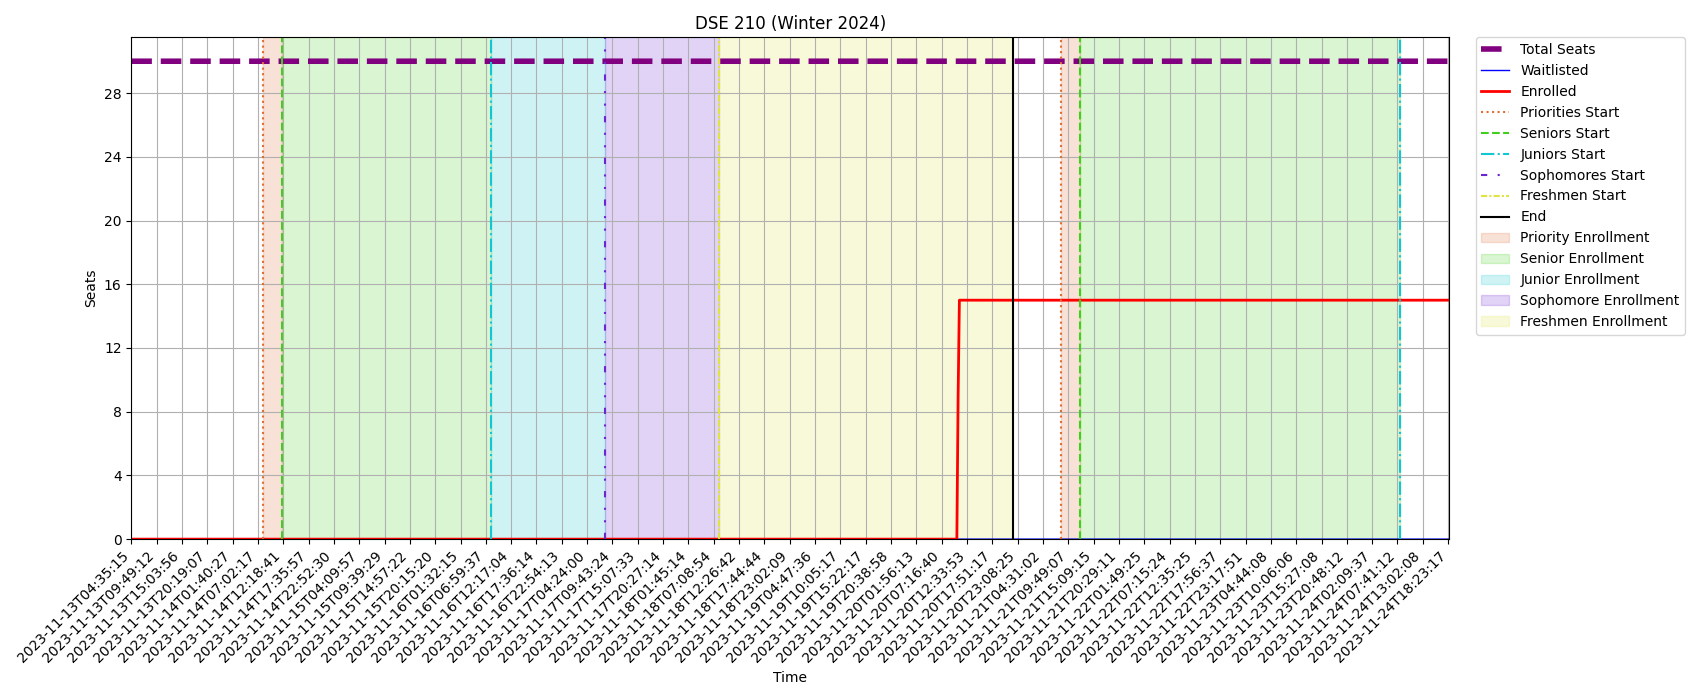 DSE 210 (Winter 2024)
Total Seats
Waitlisted
Enrolled
Priorities Start
Seniors Start
Juniors Start
Sophomores Start
Freshmen Start
End
Priority Enrollment
Senior Enrollment
Junior Enrollment
Sophomore Enrollment
Freshmen Enrollment
Seats
28
24
20
16
12
8
4
0
2023-11-13T04:35:15
2023-11-13T09:49:12
2023-11-13T15:03:56
2023-11-13T20:19:07
2023-11-14T01:40:27
2023-11-14T07:02:17
2023-11-14T12:18:41
2023-11-14T17:35:57
2023-11-14T22:52:30
2023-11-15T04:09:57
2023-11-15T09:39:29
2023-11-15T14:57:22
2023-11-15T20:15:20
2023-11-16T01:32:15
2023-11-16T06:59:37
2023-11-16T12:17:04
2023-11-16T17:36:14
2023-11-16T22:54:13
2023-11-17T04:24:00
2023-11-17T09:43:24
2023-11-17T15:07:33
2023-11-17T20:27:14
2023-11-18T01:45:14
2023-11-18T07:08:54
2023-11-18T12:26:42
2023-11-18T17:44:44
2023-11-18T23:02:09
2023-11-19T04:47:36
2023-11-19T10:05:17
2023-11-19T15:22:17
2023-11-19T20:38:58
2023-11-20T01:56:13
2023-11-20T07:16:40
2023-11-20T12:33:53
2023-11-20T17:51:17
2023-11-20T23:08:25
2023-11-21T04:31:02
2023-11-21T09:49:07
2023-11-21T15:09:15
2023-11-21T20:29:11
2023-11-22T01:49:25
2023-11-22T07:15:24
2023-11-22T12:35:25
2023-11-22T17:56:37
2023-11-22T23:17:51
2023-11-23T04:44:08
2023-11-23T10:06:06
2023-11-23T15:27:08
2023-11-23T20:48:12
2023-11-24T02:09:37
2023-11-24T07:41:12
2023-11-24T13:02:08
2023-11-24T18:23:17
Time